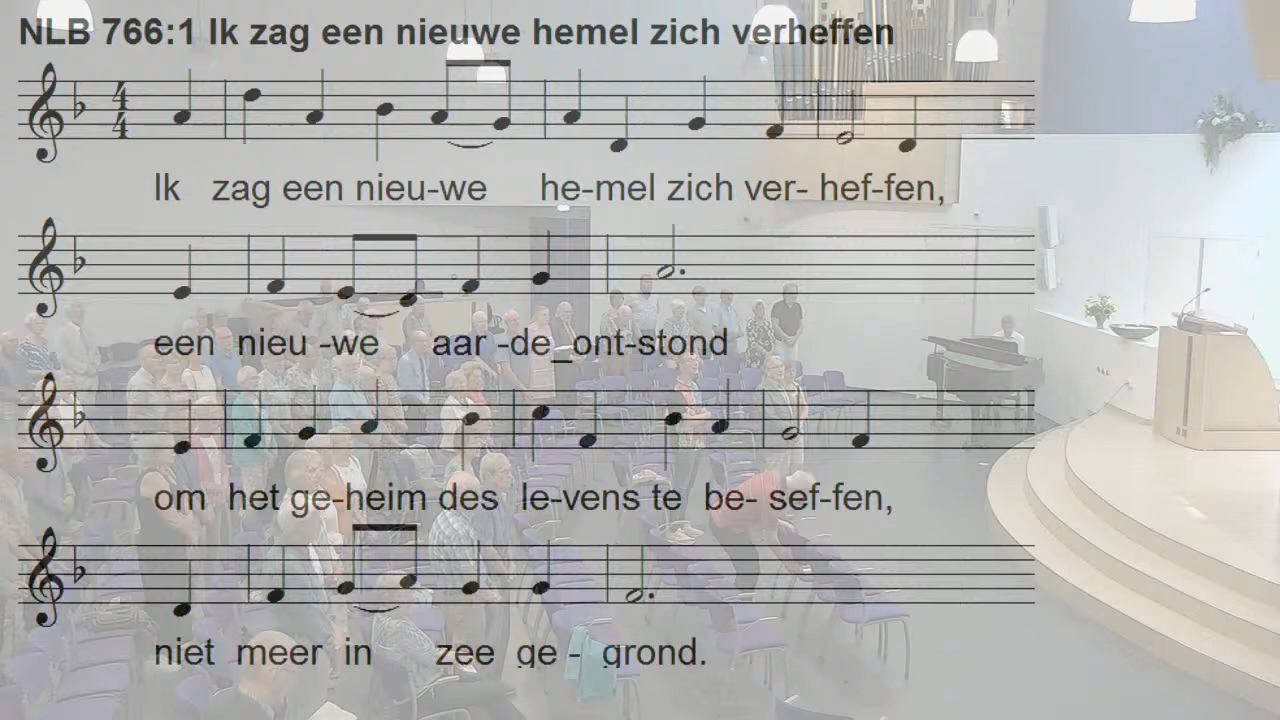 NLB 766:1 Ik zag een nieuwe hemel zich verheffen
4
4
Ik zag een nieu-we he-mel zich ver- hef-fen,
een nieu -we aar -de_ont-stond
om het ge-heim des le-vens te be- sef-fen,
niet meer in zee ge - grond.